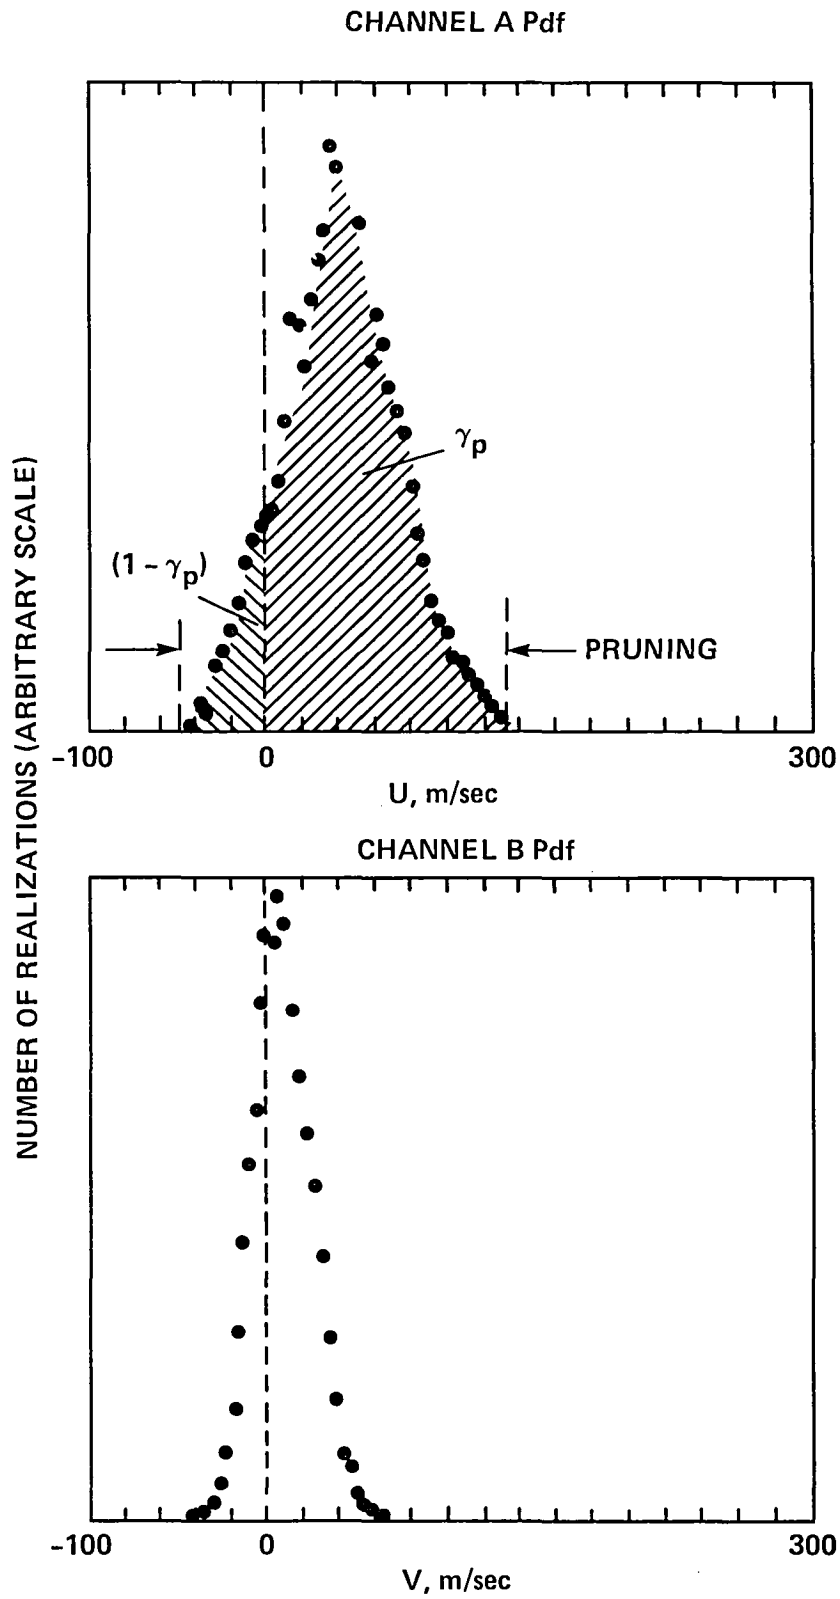 CHANNEL A Pdf
γp
(1 - γp)
PRUNING
-100 0 300
U, m/sec
NUMBER OF REALIZATIONS (ARBITRARY SCALE)
CHANNEL B Pdf
-100 0 300
V, m/sec